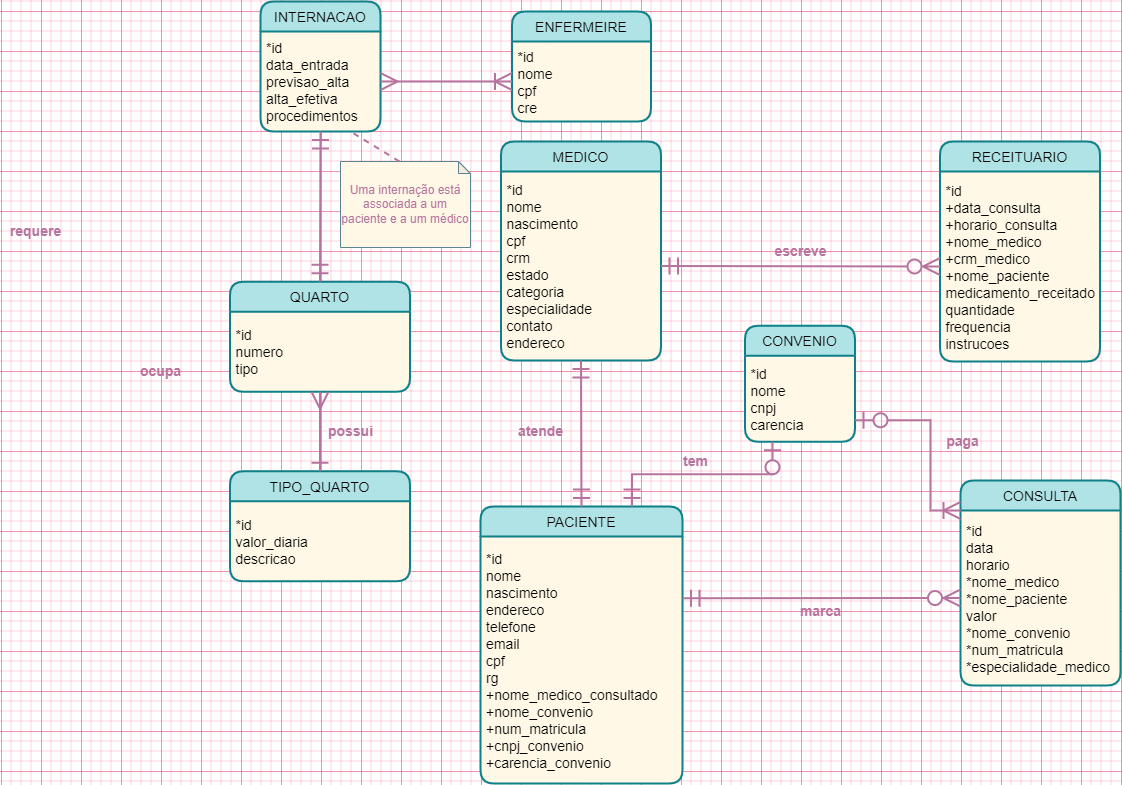 INTERNACAO
*id
data_entrada
previsao_alta
alta_efetiva
procedimentos
ENFERMEIRE
*id
nome
cpf
cre
Uma internação está
associada a um
paciente e a um médico
MEDICO
*id
nome
nascimento
cpf
crm
estado
categoria
especialidade
contato
endereco
escreve
RECEITUARIO
*id
+data_consulta
+horario_consulta
+nome_medico
+crm_medico
+nome_paciente
medicamento_receitado
quantidade
frequencia
instrucoes
requere
QUARTO
*id
numero
tipo
ocupa
possui
TIPO_QUARTO
*id
valor_diaria
descricao
atende
CONVENIO
*id
nome
cnpj
carencia
tem
paga
PACIENTE
*id
nome
nascimento
endereco
telefone
email
cpf
rg
+nome_medico_consultado
+nome_convenio
+num_matricula
+cnpj_convenio
+carencia_convenio
marca
CONSULTA
*id
data
horario
*nome_medico
*nome_paciente
valor
*nome_convenio
*num_matricula
*especialidade_medico